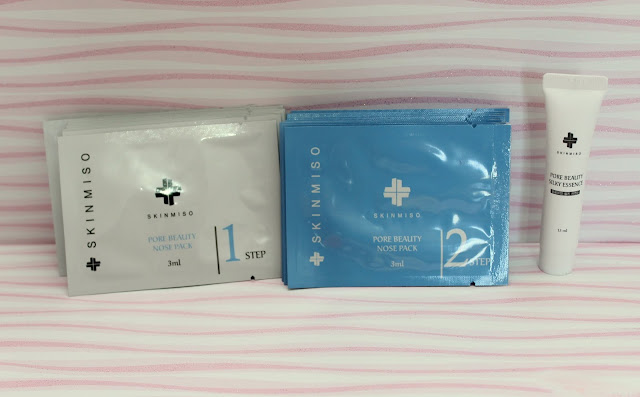 SKINMISO
SKINMISO
PORE BEAUTY
NOSE PACK
3ml
1
STEP
SKINMISO
SKINMISO
PORE BEAUTY
NOSE PACK
3ml
2
STEP
SKINMISO
PORE BEAUTY
SILKY ESSENCE